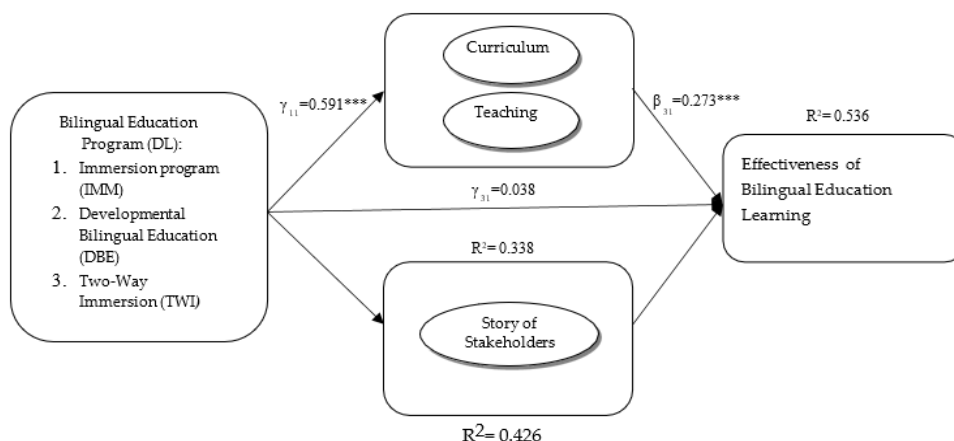 Bilingual Education
Program (DL):
1. Immersion program
(IMM)
2. Developmental
Bilingual Education
(DBE)
3. Two-Way
Immersion (TWI)
γ11=0.591***
Curriculum
Teaching
β31=0.273***
γ31=0.038
R²= 0.338
Story of
Stakeholders
R²= 0.426
R²= 0.536
Effectiveness of
Bilingual Education
Learning